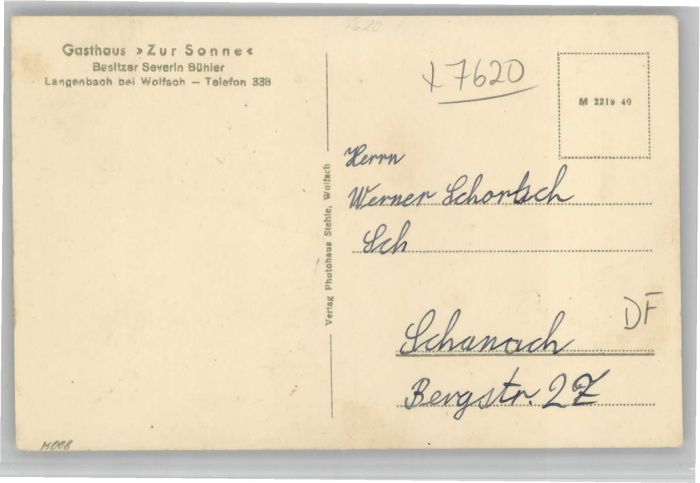 Gasthaus »Zur Sonne«
Besitzer Severin Bühler
Langenbach bei Wolfach — Telefon 338
7620
+7620
M 2219 40
Verlag Photohaus Stehle, Wolfach
Herrn
Werner Schortsch
Sch
Schanach
Bergstr. 27
DF